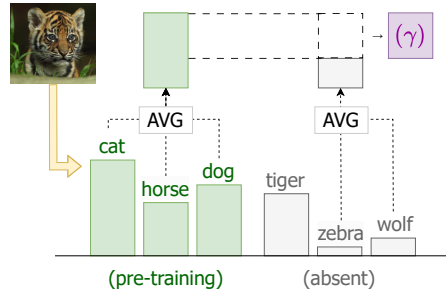 (γ)
AVG AVG
cat
dog
horse
tiger
wolf
zebra
(pre-training) (absent)